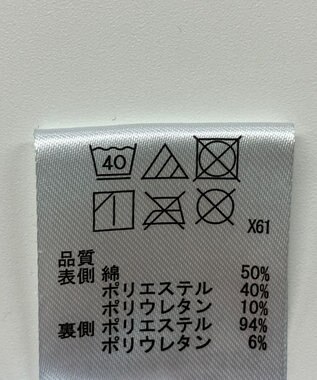 40
X61
品質
表側 綿 50%
ポリエステル 40%
ポリウレタン 10%
裏側 ポリエステル 94%
ポリウレタン 6%